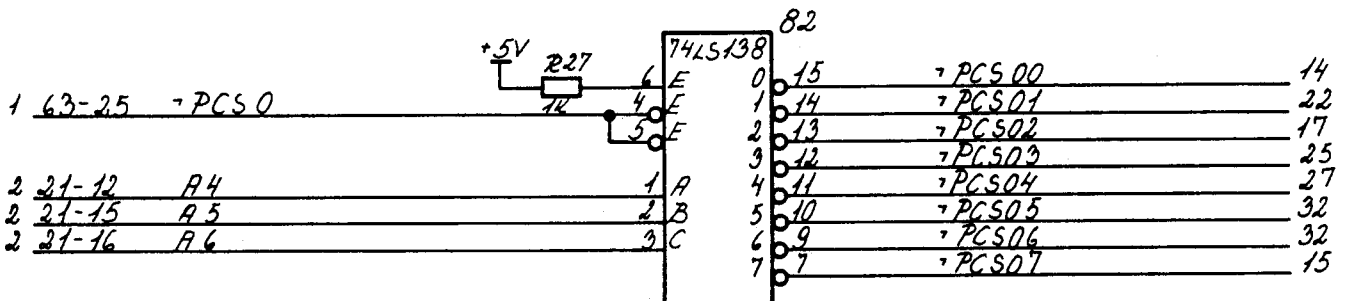 82
74LS138
+5V
R27
1K
6 E
1 63-25 ¬PCS0 4 E
5 E
2 21-12 A4 1 A
2 21-15 A5 2 B
2 21-16 A6 3 C
0 15 ¬PCS00 14
1 14 ¬PCS01 22
2 13 ¬PCS02 17
3 12 ¬PCS03 25
4 11 ¬PCS04 27
5 10 ¬PCS05 32
6 9 ¬PCS06 32
7 7 ¬PCS07 15